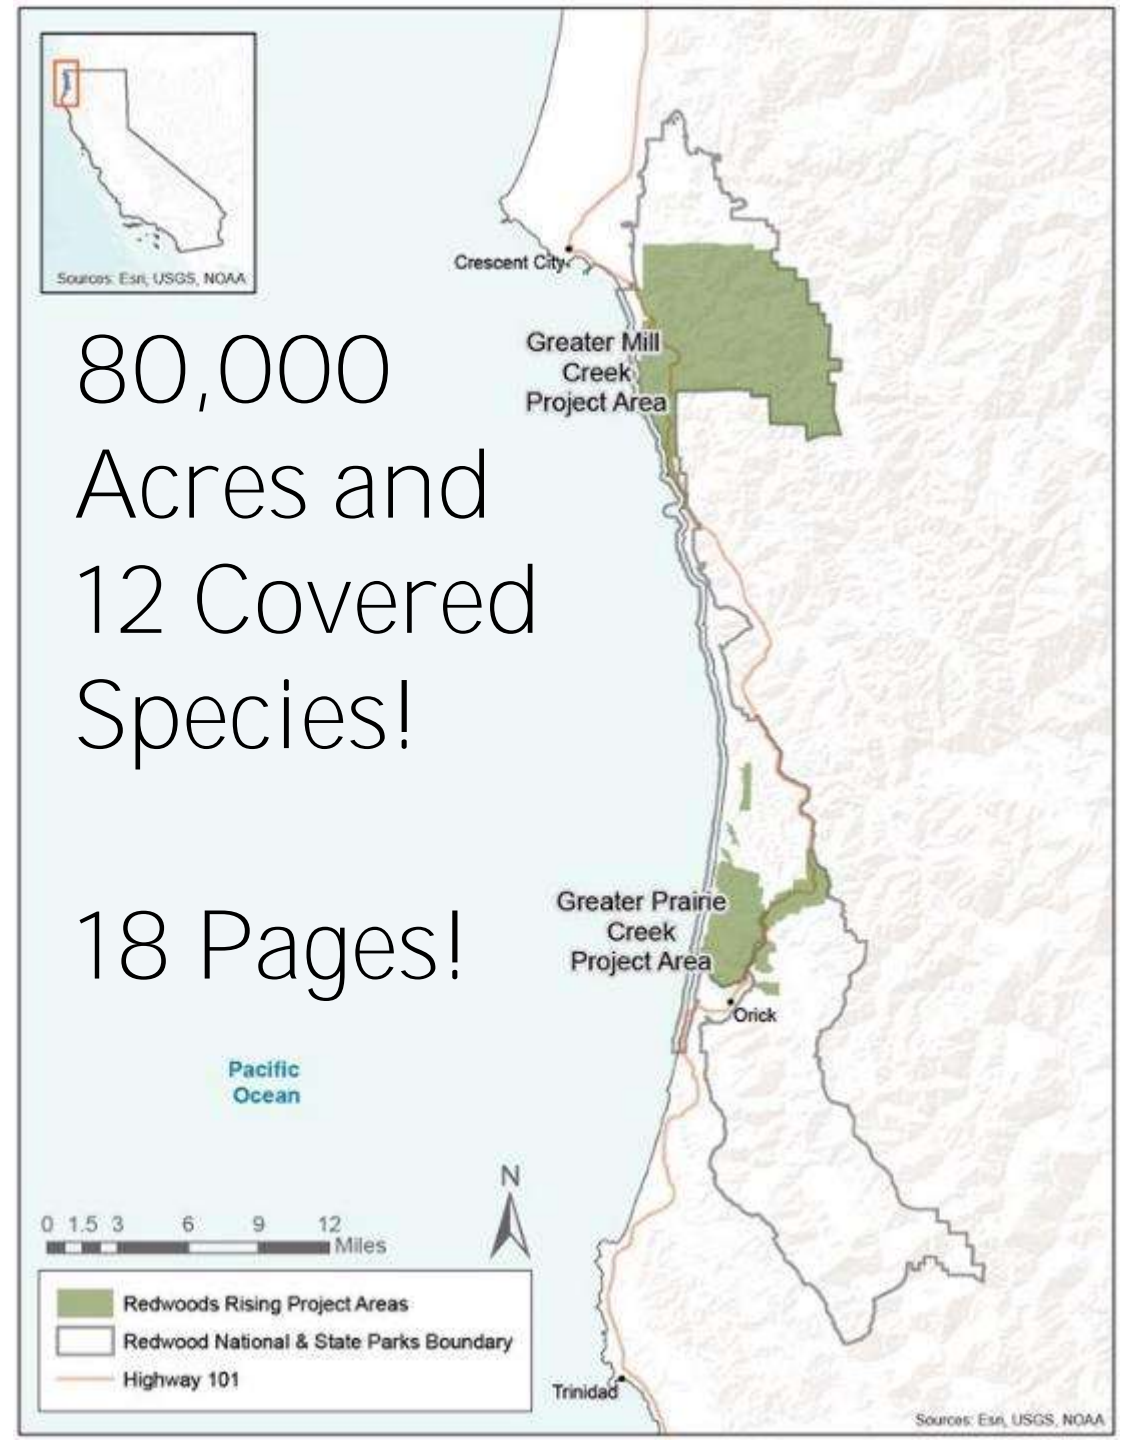 Sources: Esri, USGS, NOAA
Crescent City
80,000
Acres and
12 Covered
Species!
18 Pages!
Greater Mill
Creek
Project Area
Greater Prairie
Creek
Project Area
Orick
Pacific
Ocean
N
0 1.5 3 6 9 12
Miles
Redwoods Rising Project Areas
Redwood National & State Parks Boundary
Highway 101
Trinidad
Sources: Esri, USGS, NOAA